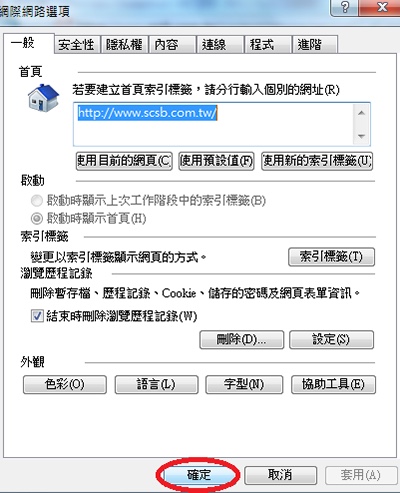 網際網路選項
一般 安全性 隱私權 內容 連線 程式 進階
首頁
若要建立首頁索引標籤，請分行輸入個別的網址(R)
http://www.scsb.com.tw/
使用目前的網頁(C 使用預設值(F) 使用新的索引標籤(U)
啟動
啟動時顯示上次工作階段中的索引標籤(B)
啟動時顯示首頁(H)
索引標籤
變更以索引標籤顯示網頁的方式。 索引標籤(T)
瀏覽歷程記錄
刪除暫存檔、歷程記錄、Cookie、儲存的密碼及網頁表單資訊。
結束時刪除瀏覽歷程記錄(W)
刪除(D)... 設定(S)
外觀
色彩(O) 語言(L) 字型(N) 協助工具(E)
確定 取消 套用(A)